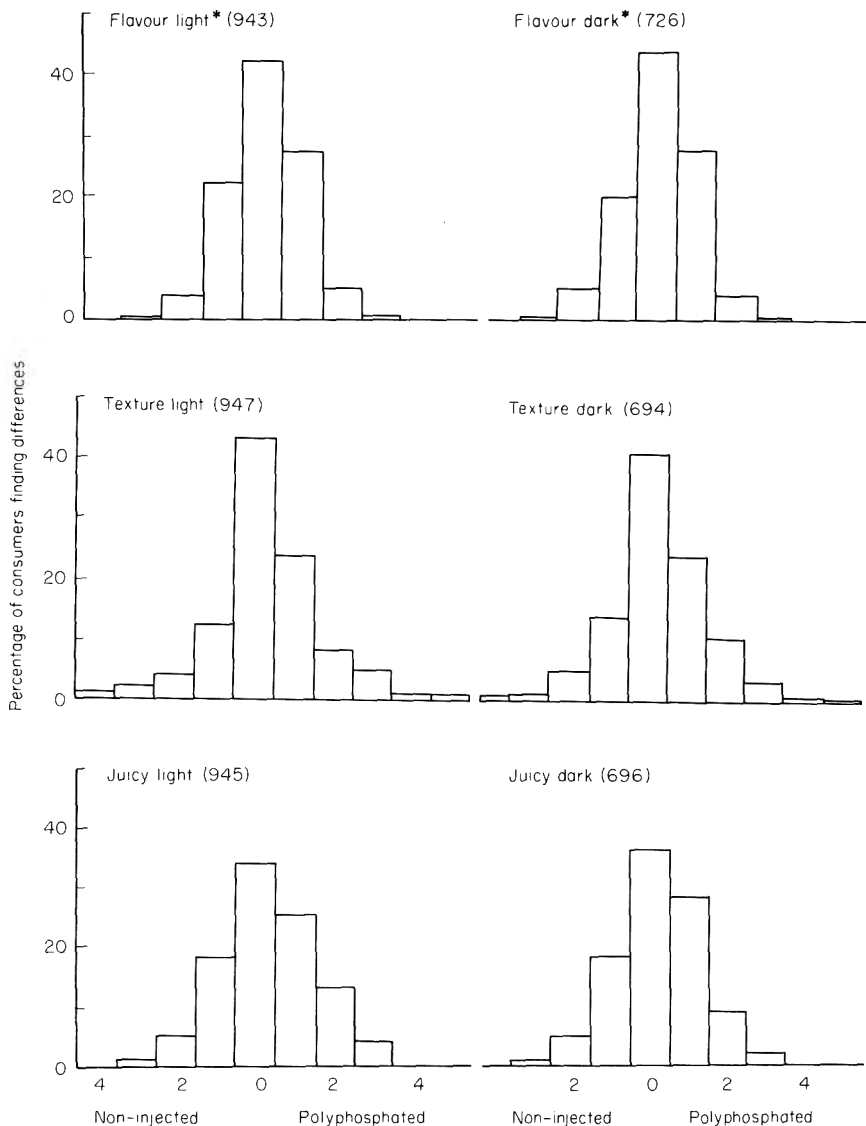 Flavour light* (943)
Flavour dark* (726)
40
20
0
Percentage of consumers finding differences
Texture light (947)
Texture dark (694)
40
20
0
Juicy light (945)
Juicy dark (696)
40
20
0
4 2 0 2 4
2 0 2 4
Non-injected Polyphosphated
Non-injected Polyphosphated